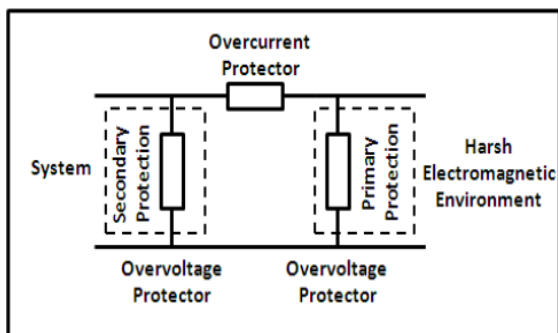 Overcurrent
Protector
System
Secondary
Protection
Primary
Protection
Harsh
Electromagnetic
Environment
Overvoltage
Protector
Overvoltage
Protector